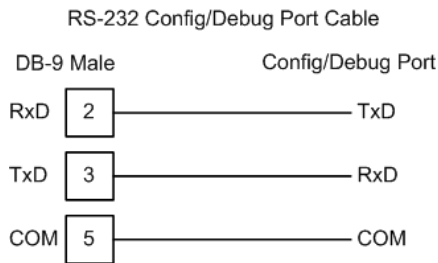 RS-232 Config/Debug Port Cable
DB-9 Male Config/Debug Port
RxD 2 TxD
TxD 3 RxD
COM 5 COM